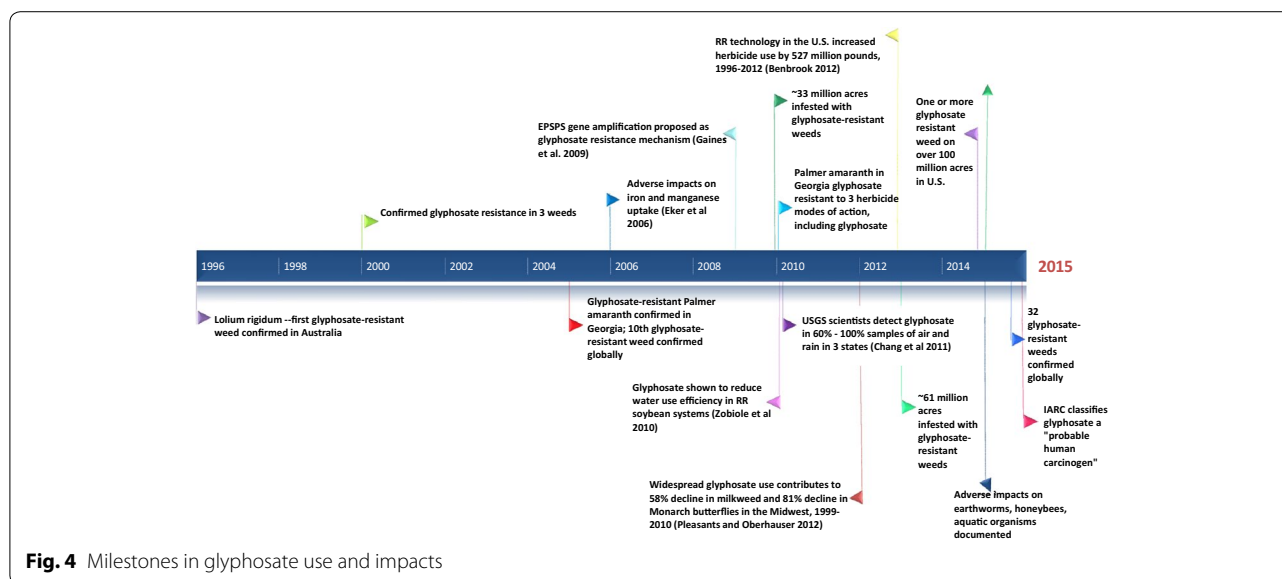 RR technology in the U.S. increased
herbicide use by 527 million pounds,
1996-2012 (Benbrook 2012)
~33 million acres
infested with
glyphosate-resistant
weeds
One or more
glyphosate
resistant
weed on
over 100
million acres
in U.S.
EPSPS gene amplification proposed as
glyphosate resistance mechanism (Gaines
et al. 2009)
Adverse impacts on
iron and manganese
uptake (Eker et al
2006)
Palmer amaranth in
Georgia glyphosate
resistant to 3 herbicide
modes of action,
including glyphosate
Confirmed glyphosate resistance in 3 weeds
1996 1998 2000 2002 2004 2006 2008 2010 2012 2014 2015
Lolium rigidum --first glyphosate-resistant
weed confirmed in Australia
Glyphosate-resistant Palmer
amaranth confirmed in
Georgia; 10th glyphosate-
resistant weed confirmed
globally
USGS scientists detect glyphosate
in 60% - 100% samples of air and
rain in 3 states (Chang et al 2011)
32
glyphosate-
resistant
weeds
confirmed
globally
Glyphosate shown to reduce
water use efficiency in RR
soybean systems (Zobiole et al
2010)
~61 million
acres
infested with
glyphosate-
resistant
weeds
IARC classifies
glyphosate a
"probable
human
carcinogen"
Widespread glyphosate use contributes to
58% decline in milkweed and 81% decline in
Monarch butterflies in the Midwest, 1999-
2010 (Pleasants and Oberhauser 2012)
Adverse impacts on
earthworms, honeybees,
aquatic organisms
documented
Fig. 4 Milestones in glyphosate use and impacts